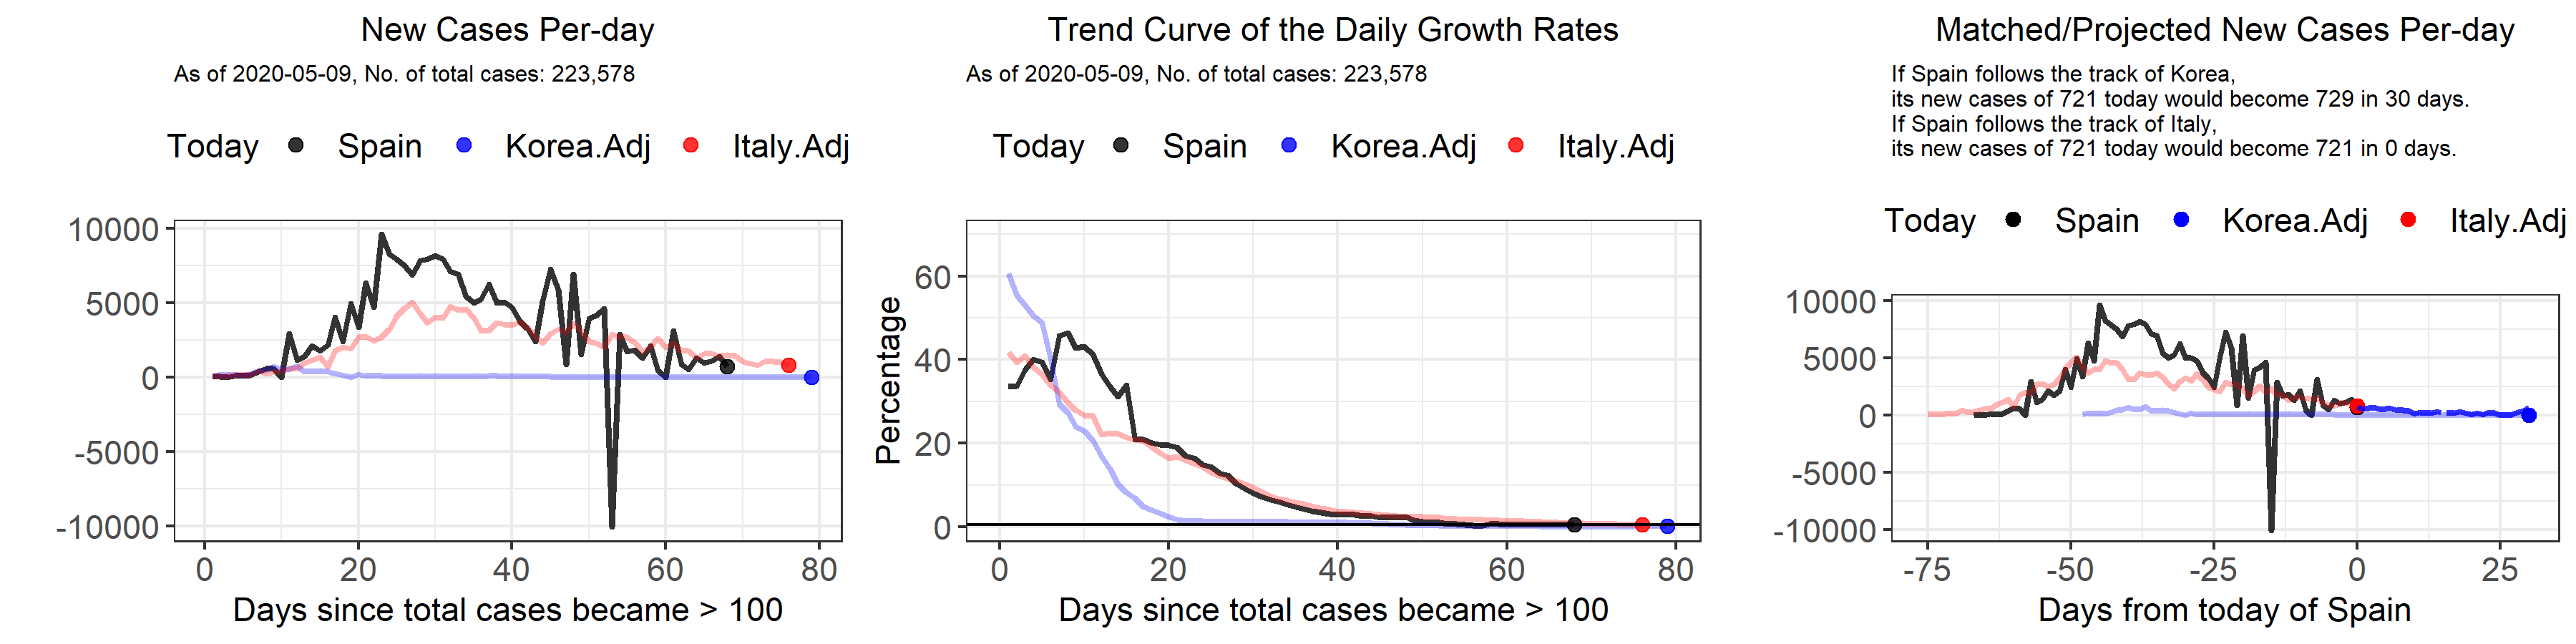 New Cases Per-day
As of 2020-05-09, No. of total cases: 223,578
Today Spain Korea.Adj Italy.Adj
10000
5000
0
-5000
-10000
0 20 40 60 80
Days since total cases became > 100
Trend Curve of the Daily Growth Rates
As of 2020-05-09, No. of total cases: 223,578
Today Spain Korea.Adj Italy.Adj
Percentage
60
40
20
0
0 20 40 60 80
Days since total cases became > 100
Matched/Projected New Cases Per-day
If Spain follows the track of Korea,
its new cases of 721 today would become 729 in 30 days.
If Spain follows the track of Italy,
its new cases of 721 today would become 721 in 0 days.
Today Spain Korea.Adj Italy.Adj
10000
5000
0
-5000
-10000
-75 -50 -25 0 25
Days from today of Spain